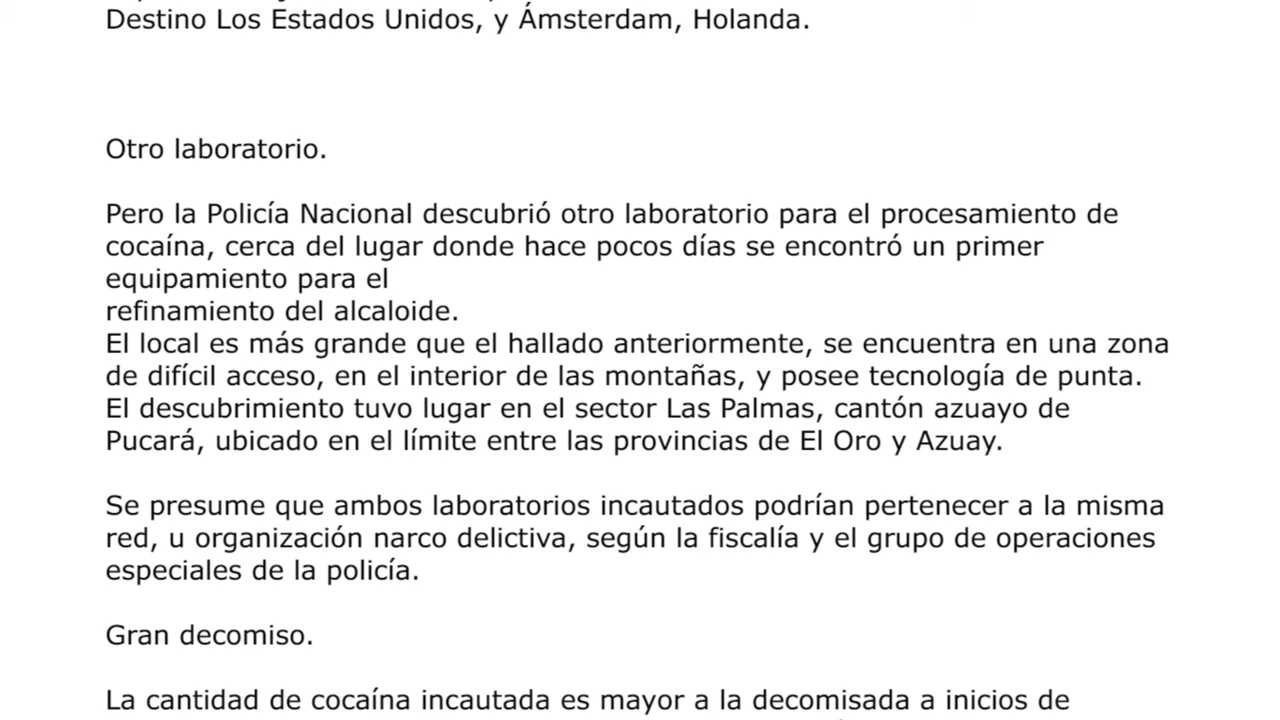 Destino Los Estados Unidos, y Ámsterdam, Holanda.
Otro laboratorio.
Pero la Policía Nacional descubrió otro laboratorio para el procesamiento de
cocaína, cerca del lugar donde hace pocos días se encontró un primer
equipamiento para el
refinamiento del alcaloide.
El local es más grande que el hallado anteriormente, se encuentra en una zona
de difícil acceso, en el interior de las montañas, y posee tecnología de punta.
El descubrimiento tuvo lugar en el sector Las Palmas, cantón azuayo de
Pucará, ubicado en el límite entre las provincias de El Oro y Azuay.
Se presume que ambos laboratorios incautados podrían pertenecer a la misma
red, u organización narco delictiva, según la fiscalía y el grupo de operaciones
especiales de la policía.
Gran decomiso.
La cantidad de cocaína incautada es mayor a la decomisada a inicios de